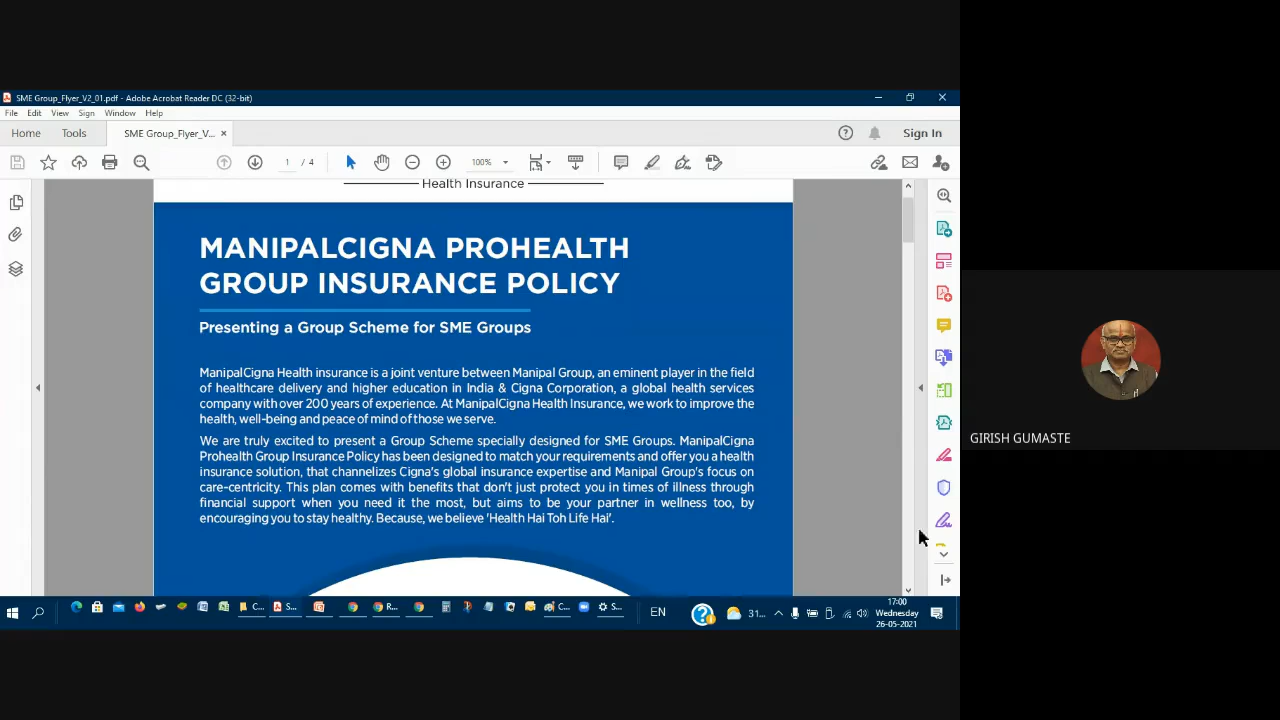 SME Group_Flyer_V2_01.pdf - Adobe Acrobat Reader DC (32-bit)
File Edit View Sign Window Help
Home Tools SME Group_Flyer_V... × Sign In
1 / 4 100%
Health Insurance
MANIPALCIGNA PROHEALTH
GROUP INSURANCE POLICY
Presenting a Group Scheme for SME Groups
ManipalCigna Health insurance is a joint venture between Manipal Group, an eminent player in the field
of healthcare delivery and higher education in India & Cigna Corporation, a global health services
company with over 200 years of experience. At ManipalCigna Health Insurance, we work to improve the
health, well-being and peace of mind of those we serve.
We are truly excited to present a Group Scheme specially designed for SME Groups. ManipalCigna
Prohealth Group Insurance Policy has been designed to match your requirements and offer you a health
insurance solution, that channelizes Cigna's global insurance expertise and Manipal Group's focus on
care-centricity. This plan comes with benefits that don't just protect you in times of illness through
financial support when you need it the most, but aims to be your partner in wellness too, by
encouraging you to stay healthy. Because, we believe 'Health Hai Toh Life Hai'.
GIRISH GUMASTE
C... S... R... C... S... EN 31...
17:00
Wednesday
26-05-2021